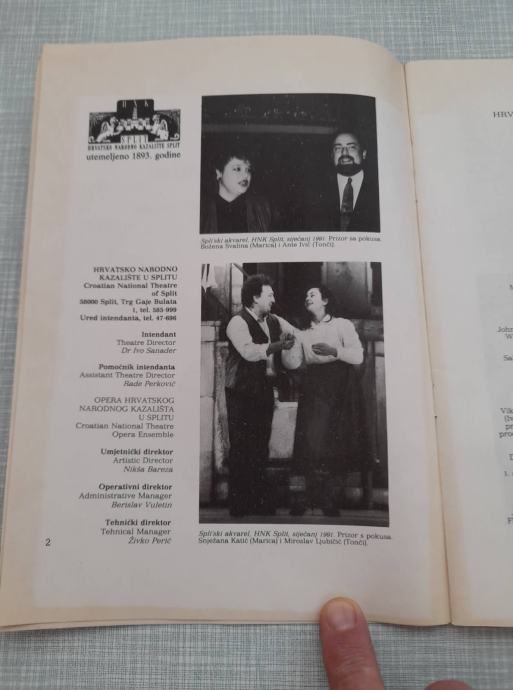 HNK
SPLIT
HRVATSKO NARODNO KAZALIŠTE SPLIT
utemeljeno 1893. godine
Splitski akvarel, HNK Split, siječanj 1991. Prizor sa pokusa.
Božena Svalina (Marica) i Ante Ivić (Tonči).
HRVATSKO NARODNO
KAZALIŠTE U SPLITU
Croatian National Theatre
of Split
58000 Split, Trg Gaje Bulata
1, tel. 585-999
Ured intendanta, tel. 47-696
Intendant
Theatre Director
Dr Ivo Sanader
Pomoćnik intendanta
Assistant Theatre Director
Rade Perković
OPERA HRVATSKOG
NARODNOG KAZALIŠTA
U SPLITU
Croatian National Theatre
Opera Ensemble
Umjetnički direktor
Artistic Director
Nikša Bareza
Operativni direktor
Administrative Manager
Berislav Vuletin
Tehnički direktor
Tehnical Manager
Živko Perić
Splitski akvarel, HNK Split, siječanj 1991. Prizor s pokusa.
Snježana Katić (Marica) i Miroslav Ljubičić (Tonči).
2
HRV